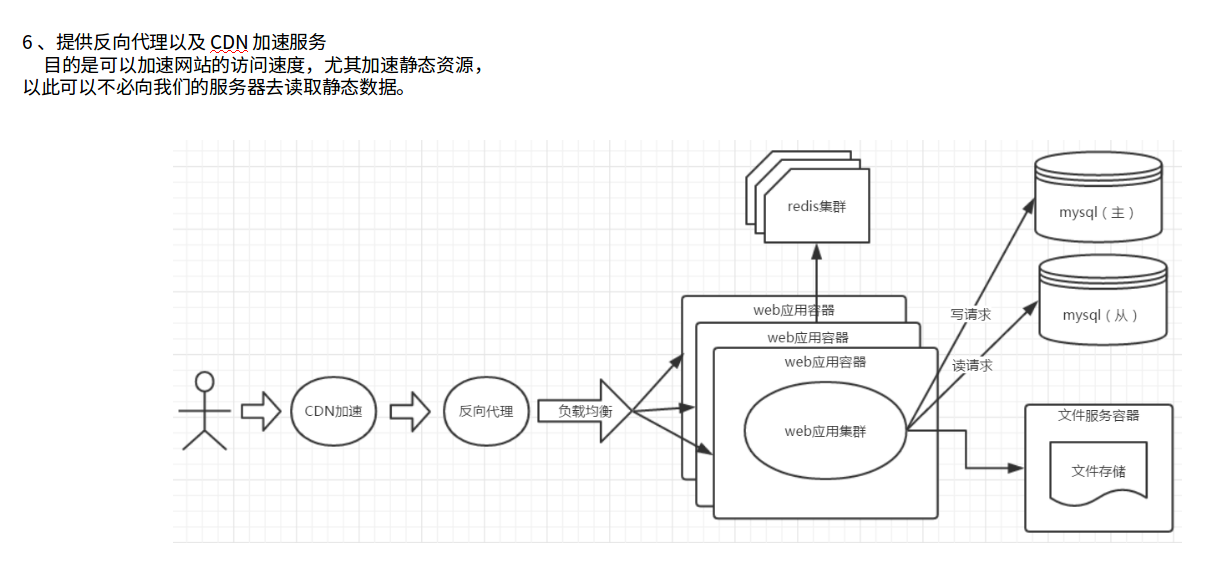 6 、提供反向代理以及 CDN 加速服务
目的是可以加速网站的访问速度，尤其加速静态资源，
以此可以不必向我们的服务器去读取静态数据。
redis集群
mysql（主）
mysql（从）
写请求
读请求
web应用容器
web应用容器
web应用容器
CDN加速
反向代理
负载均衡
web应用集群
文件服务容器
文件存储